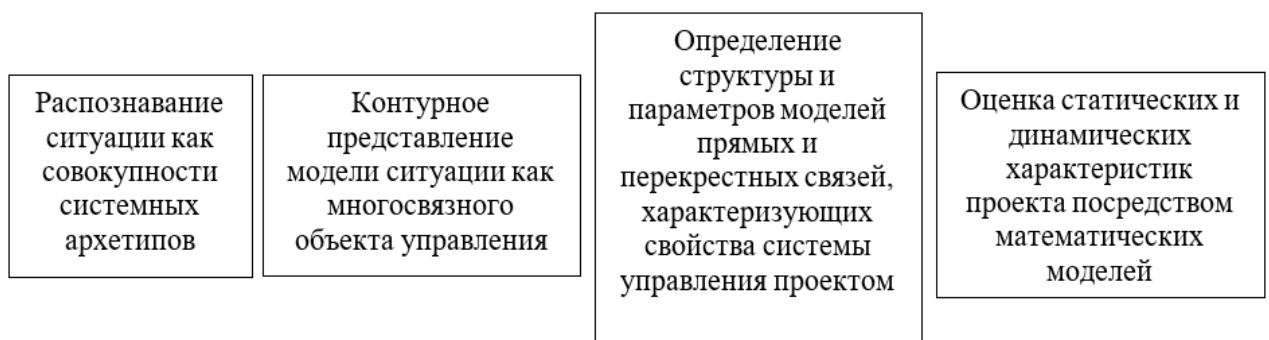 Распознавание
ситуации как
совокупности
системных
архетипов
Контурное
представление
модели ситуации как
многосвязного
объекта управления
Определение
структуры и
параметров моделей
прямых и
перекрестных связей,
характеризующих
свойства системы
управления проектом
Оценка статических и
динамических
характеристик
проекта посредством
математических
моделей